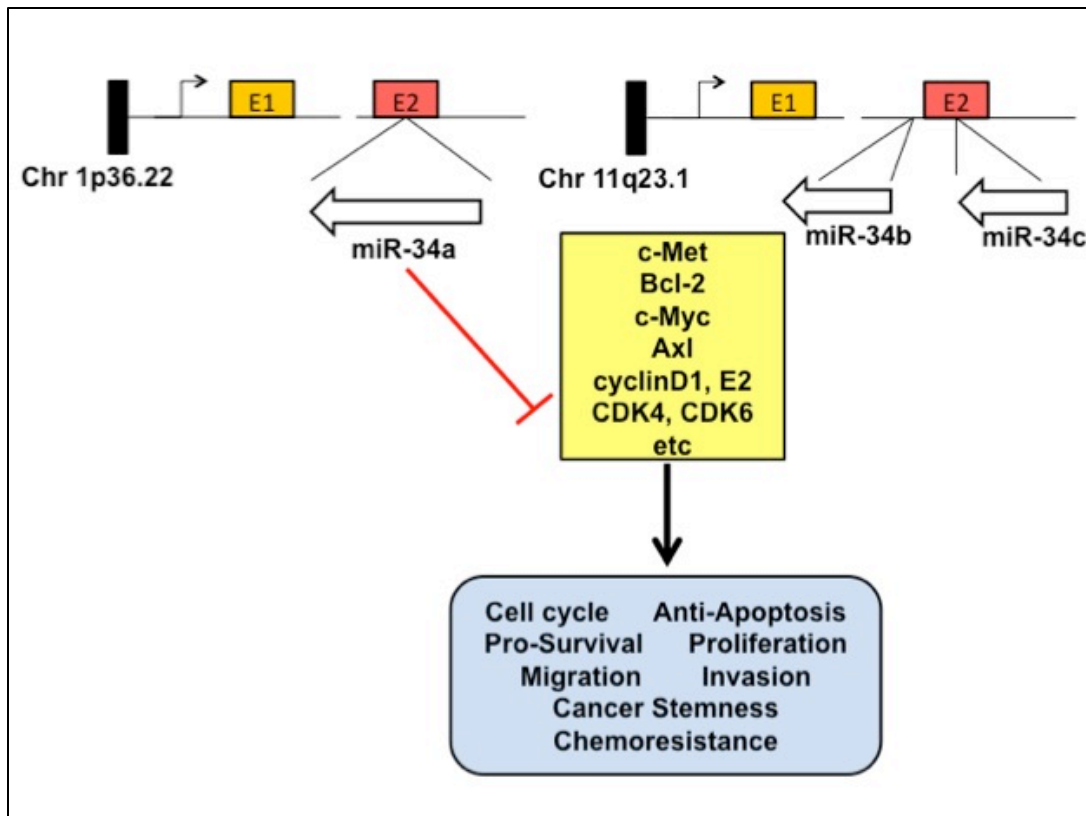 E1
E2
E1
E2
Chr 1p36.22
Chr 11q23.1
miR-34a
miR-34b
miR-34c
c-Met
Bcl-2
c-Myc
Axl
cyclinD1, E2
CDK4, CDK6
etc
Cell cycle Anti-Apoptosis
Pro-Survival Proliferation
Migration Invasion
Cancer Stemness
Chemoresistance